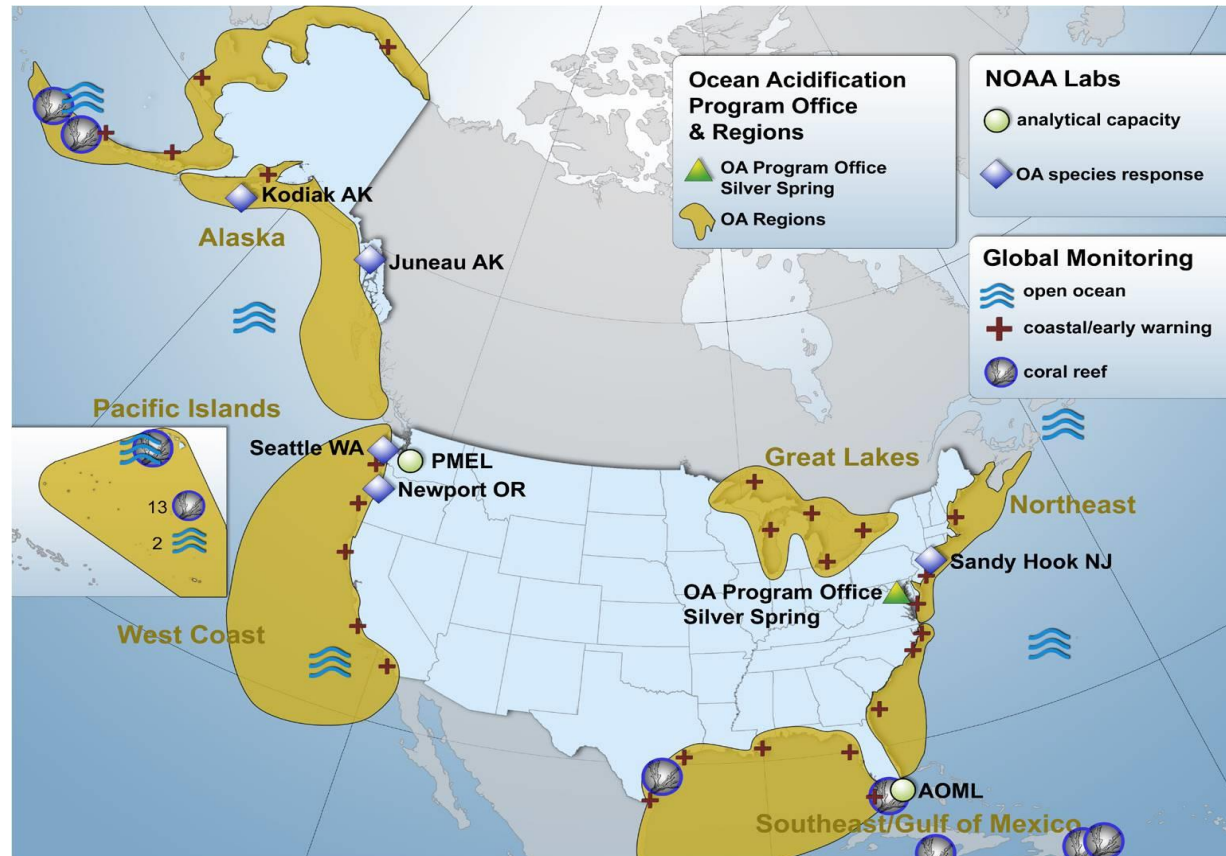 Ocean Acidification
Program Office
& Regions
OA Program Office
Silver Spring
OA Regions
NOAA Labs
analytical capacity
OA species response
Global Monitoring
open ocean
coastal/early warning
coral reef
Kodiak AK
Alaska
Juneau AK
Pacific Islands
13
2
Seattle WA
PMEL
Newport OR
West Coast
Great Lakes
Northeast
Sandy Hook NJ
OA Program Office
Silver Spring
AOML
Southeast/Gulf of Mexico